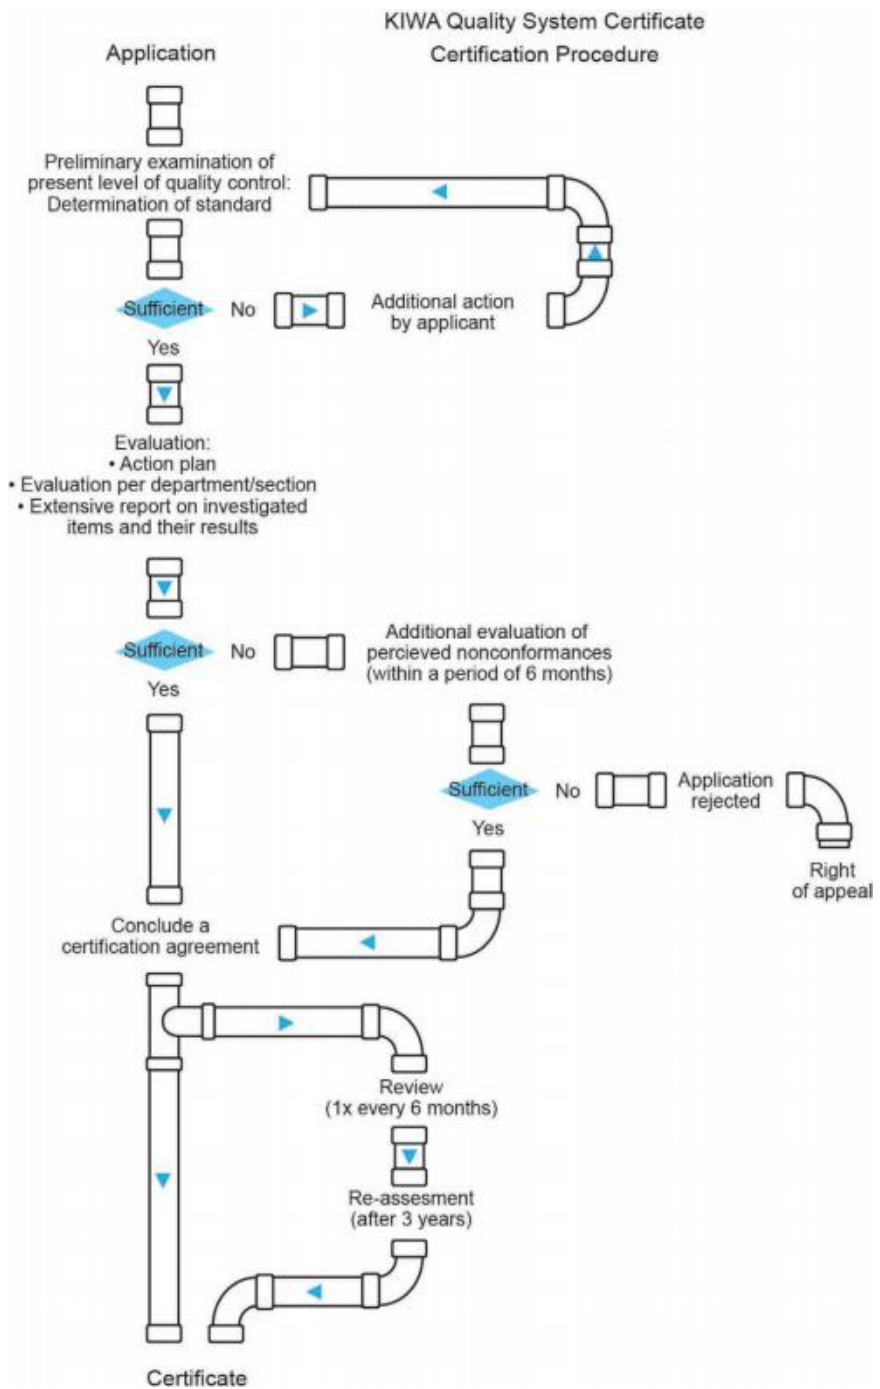 KIWA Quality System Certificate
Certification Procedure
Application
Preliminary examination of
present level of quality control:
Determination of standard
Sufficient
No
Additional action
by applicant
Yes
Evaluation:
• Action plan
• Evaluation per department/section
• Extensive report on investigated
items and their results
Sufficient
No
Additional evaluation of
percieved nonconformances
(within a period of 6 months)
Yes
Sufficient
No
Application
rejected
Yes
Right
of appeal
Conclude a
certification agreement
Review
(1x every 6 months)
Re-assesment
(after 3 years)
Certificate